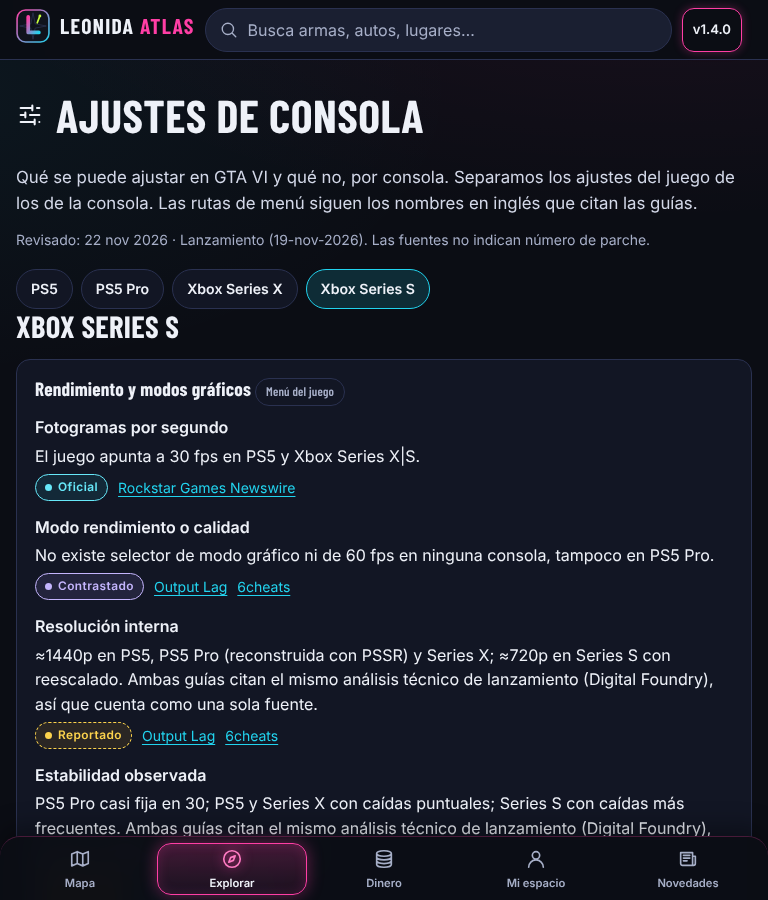 LEONIDA ATLAS
Busca armas, autos, lugares...
v1.4.0
AJUSTES DE CONSOLA
Qué se puede ajustar en GTA VI y qué no, por consola. Separamos los ajustes del juego de
los de la consola. Las rutas de menú siguen los nombres en inglés que citan las guías.
Revisado: 22 nov 2026 · Lanzamiento (19-nov-2026). Las fuentes no indican número de parche.
PS5
PS5 Pro
Xbox Series X
Xbox Series S
XBOX SERIES S
Rendimiento y modos gráficos
Menú del juego
Fotogramas por segundo
El juego apunta a 30 fps en PS5 y Xbox Series X|S.
Oficial
Rockstar Games Newswire
Modo rendimiento o calidad
No existe selector de modo gráfico ni de 60 fps en ninguna consola, tampoco en PS5 Pro.
Contrastado
Output Lag
6cheats
Resolución interna
≈1440p en PS5, PS5 Pro (reconstruida con PSSR) y Series X; ≈720p en Series S con
reescalado. Ambas guías citan el mismo análisis técnico de lanzamiento (Digital Foundry),
así que cuenta como una sola fuente.
Reportado
Output Lag
6cheats
Estabilidad observada
PS5 Pro casi fija en 30; PS5 y Series X con caídas puntuales; Series S con caídas más
frecuentes. Ambas guías citan el mismo análisis técnico de lanzamiento (Digital Foundry),
Mapa
Explorar
Dinero
Mi espacio
Novedades